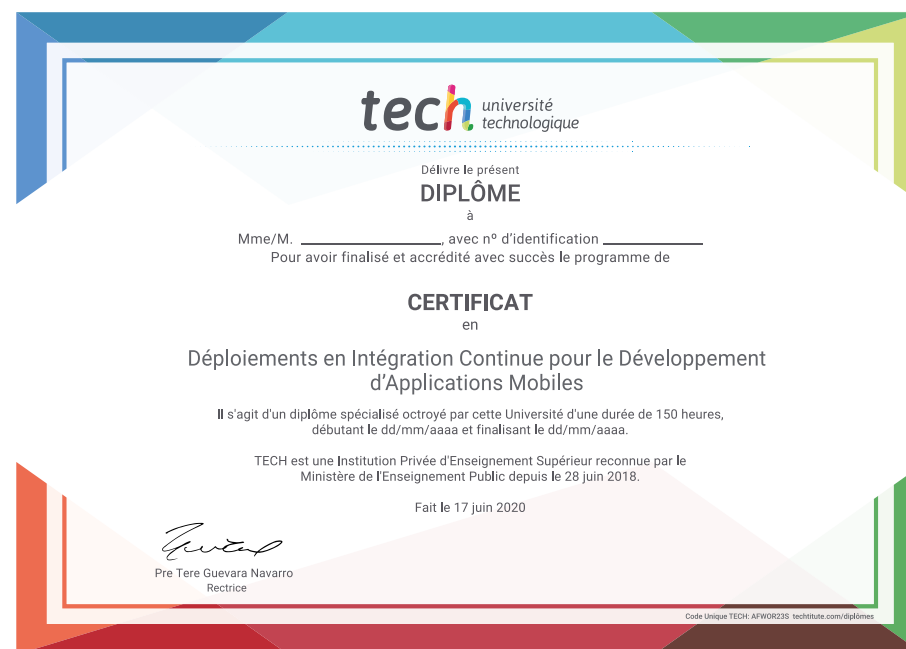 tech université
technologique
Délivre le présent
DIPLÔME
à
Mme/M. ____________________, avec nº d'identification ______________
Pour avoir finalisé et accrédité avec succès le programme de
CERTIFICAT
en
Déploiements en Intégration Continue pour le Développement
d'Applications Mobiles
Il s'agit d'un diplôme spécialisé octroyé par cette Université d'une durée de 150 heures,
débutant le dd/mm/aaaa et finalisant le dd/mm/aaaa.
TECH est une Institution Privée d'Enseignement Supérieur reconnue par le
Ministère de l'Enseignement Public depuis le 28 juin 2018.
Fait le 17 juin 2020
Pre Tere Guevara Navarro
Rectrice
Code Unique TECH: AFWOR23S techtitute.com/diplômes